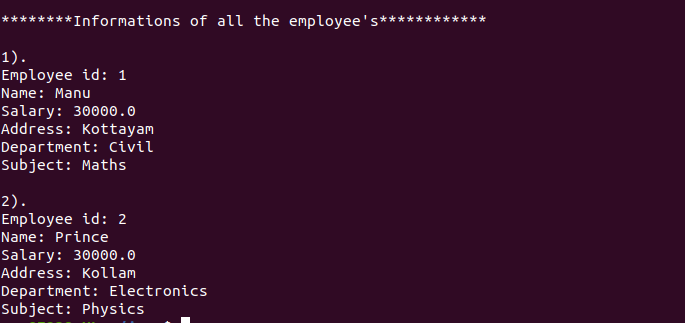 ********Informations of all the employee's************
1).
Employee id: 1
Name: Manu
Salary: 30000.0
Address: Kottayam
Department: Civil
Subject: Maths
2).
Employee id: 2
Name: Prince
Salary: 30000.0
Address: Kollam
Department: Electronics
Subject: Physics